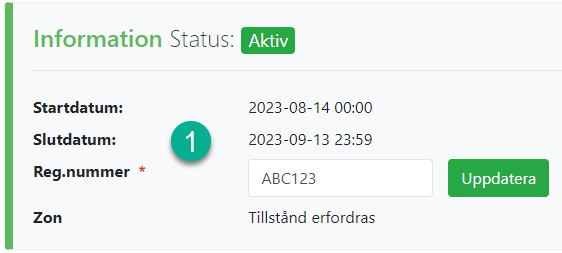 Information Status: Aktiv
Startdatum: 2023-08-14 00:00
Slutdatum: 1 2023-09-13 23:59
Reg.nummer * ABC123 Uppdatera
Zon Tillstånd erfordras